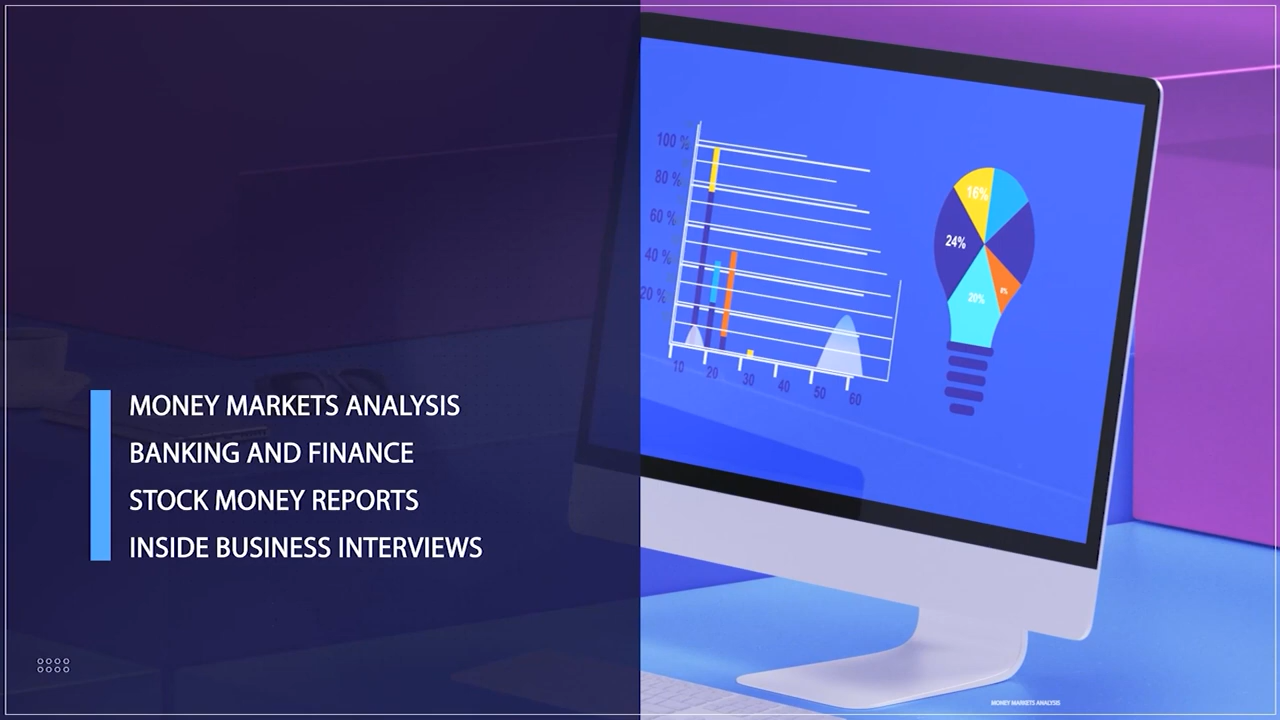 MONEY MARKETS ANALYSIS
BANKING AND FINANCE
STOCK MONEY REPORTS
INSIDE BUSINESS INTERVIEWS
100 %
80 %
60 %
40 %
20 %
10 20 30 40 50 60
16%
24%
20%
8%
MONEY MARKETS ANALYSIS